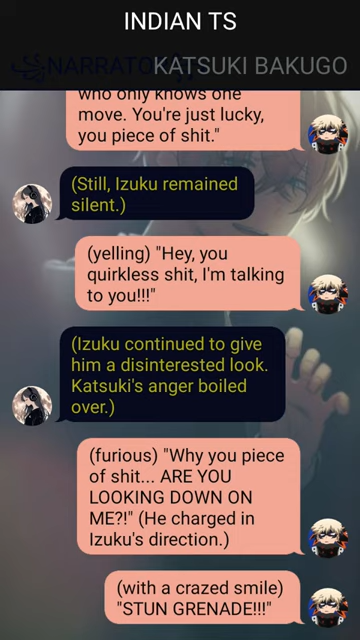 INDIAN TS
NARRATO
KATSUKI BAKUGO
who only knows one
move. You're just lucky,
you piece of shit."
(Still, Izuku remained
silent.)
(yelling) "Hey, you
quirkless shit, I'm talking
to you!!!"
(Izuku continued to give
him a disinterested look.
Katsuki's anger boiled
over.)
(furious) "Why you piece
of shit... ARE YOU
LOOKING DOWN ON
ME?!" (He charged in
Izuku's direction.)
(with a crazed smile)
"STUN GRENADE!!!"